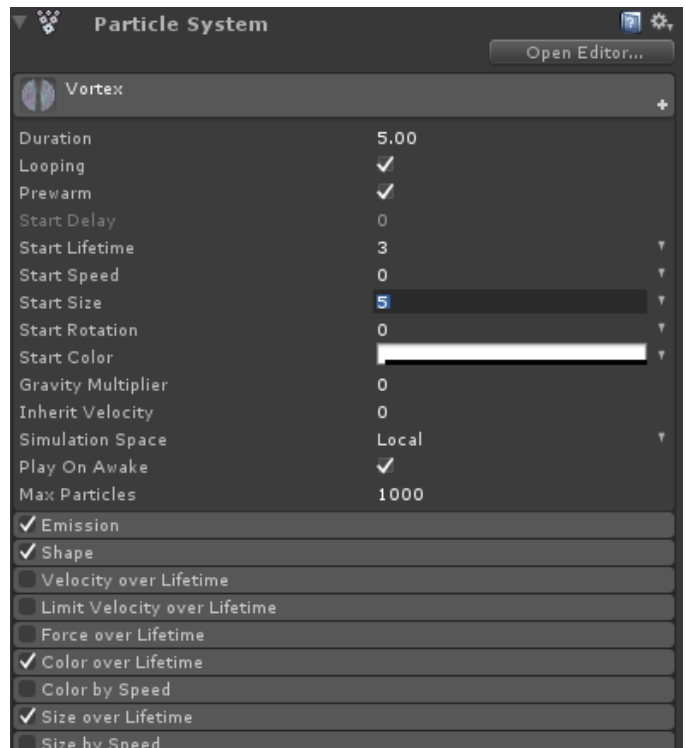 Particle System
Open Editor...
Vortex
Duration 5.00
Looping
Prewarm
Start Delay 0
Start Lifetime 3
Start Speed 0
Start Size 5
Start Rotation 0
Start Color
Gravity Multiplier 0
Inherit Velocity 0
Simulation Space Local
Play On Awake
Max Particles 1000
Emission
Shape
Velocity over Lifetime
Limit Velocity over Lifetime
Force over Lifetime
Color over Lifetime
Color by Speed
Size over Lifetime
Size by Speed